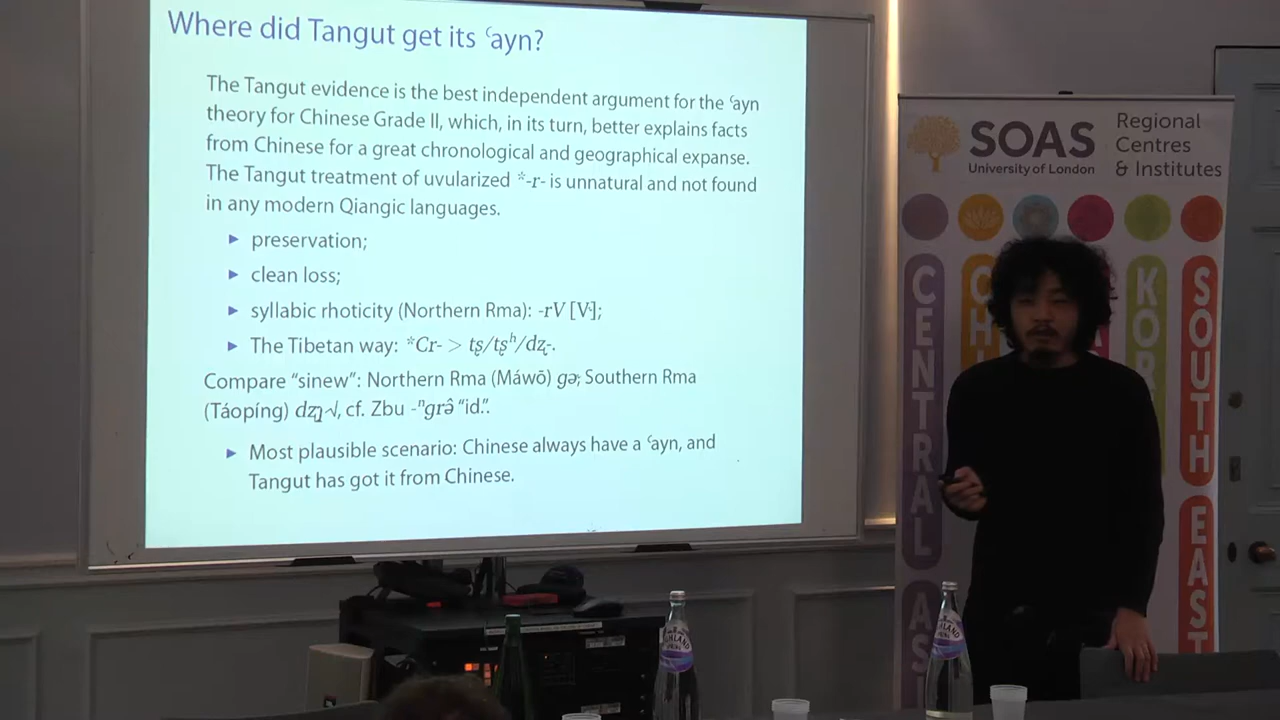 Where did Tangut get its ʿayn?
The Tangut evidence is the best independent argument for the ʿayn
theory for Chinese Grade II, which, in its turn, better explains facts
from Chinese for a great chronological and geographical expanse.
The Tangut treatment of uvularized *-r- is unnatural and not found
in any modern Qiangic languages.
▶ preservation;
▶ clean loss;
▶ syllabic rhoticity (Northern Rma): -rV [V˞];
▶ The Tibetan way: *Cr- > tʂ/tʂʰ/dʐ-.
Compare “sinew”: Northern Rma (Máwō) gə; Southern Rma
(Táopíng) dʐɿ˧˥, cf. Zbu -ⁿgrə̂ “id.”.
▶ Most plausible scenario: Chinese always have a ʿayn, and
Tangut has got it from Chinese.
SOAS
University of London
Regional
Centres
& Institutes
CENTRAL
AS
CH
KOR
SOUTH
EAST